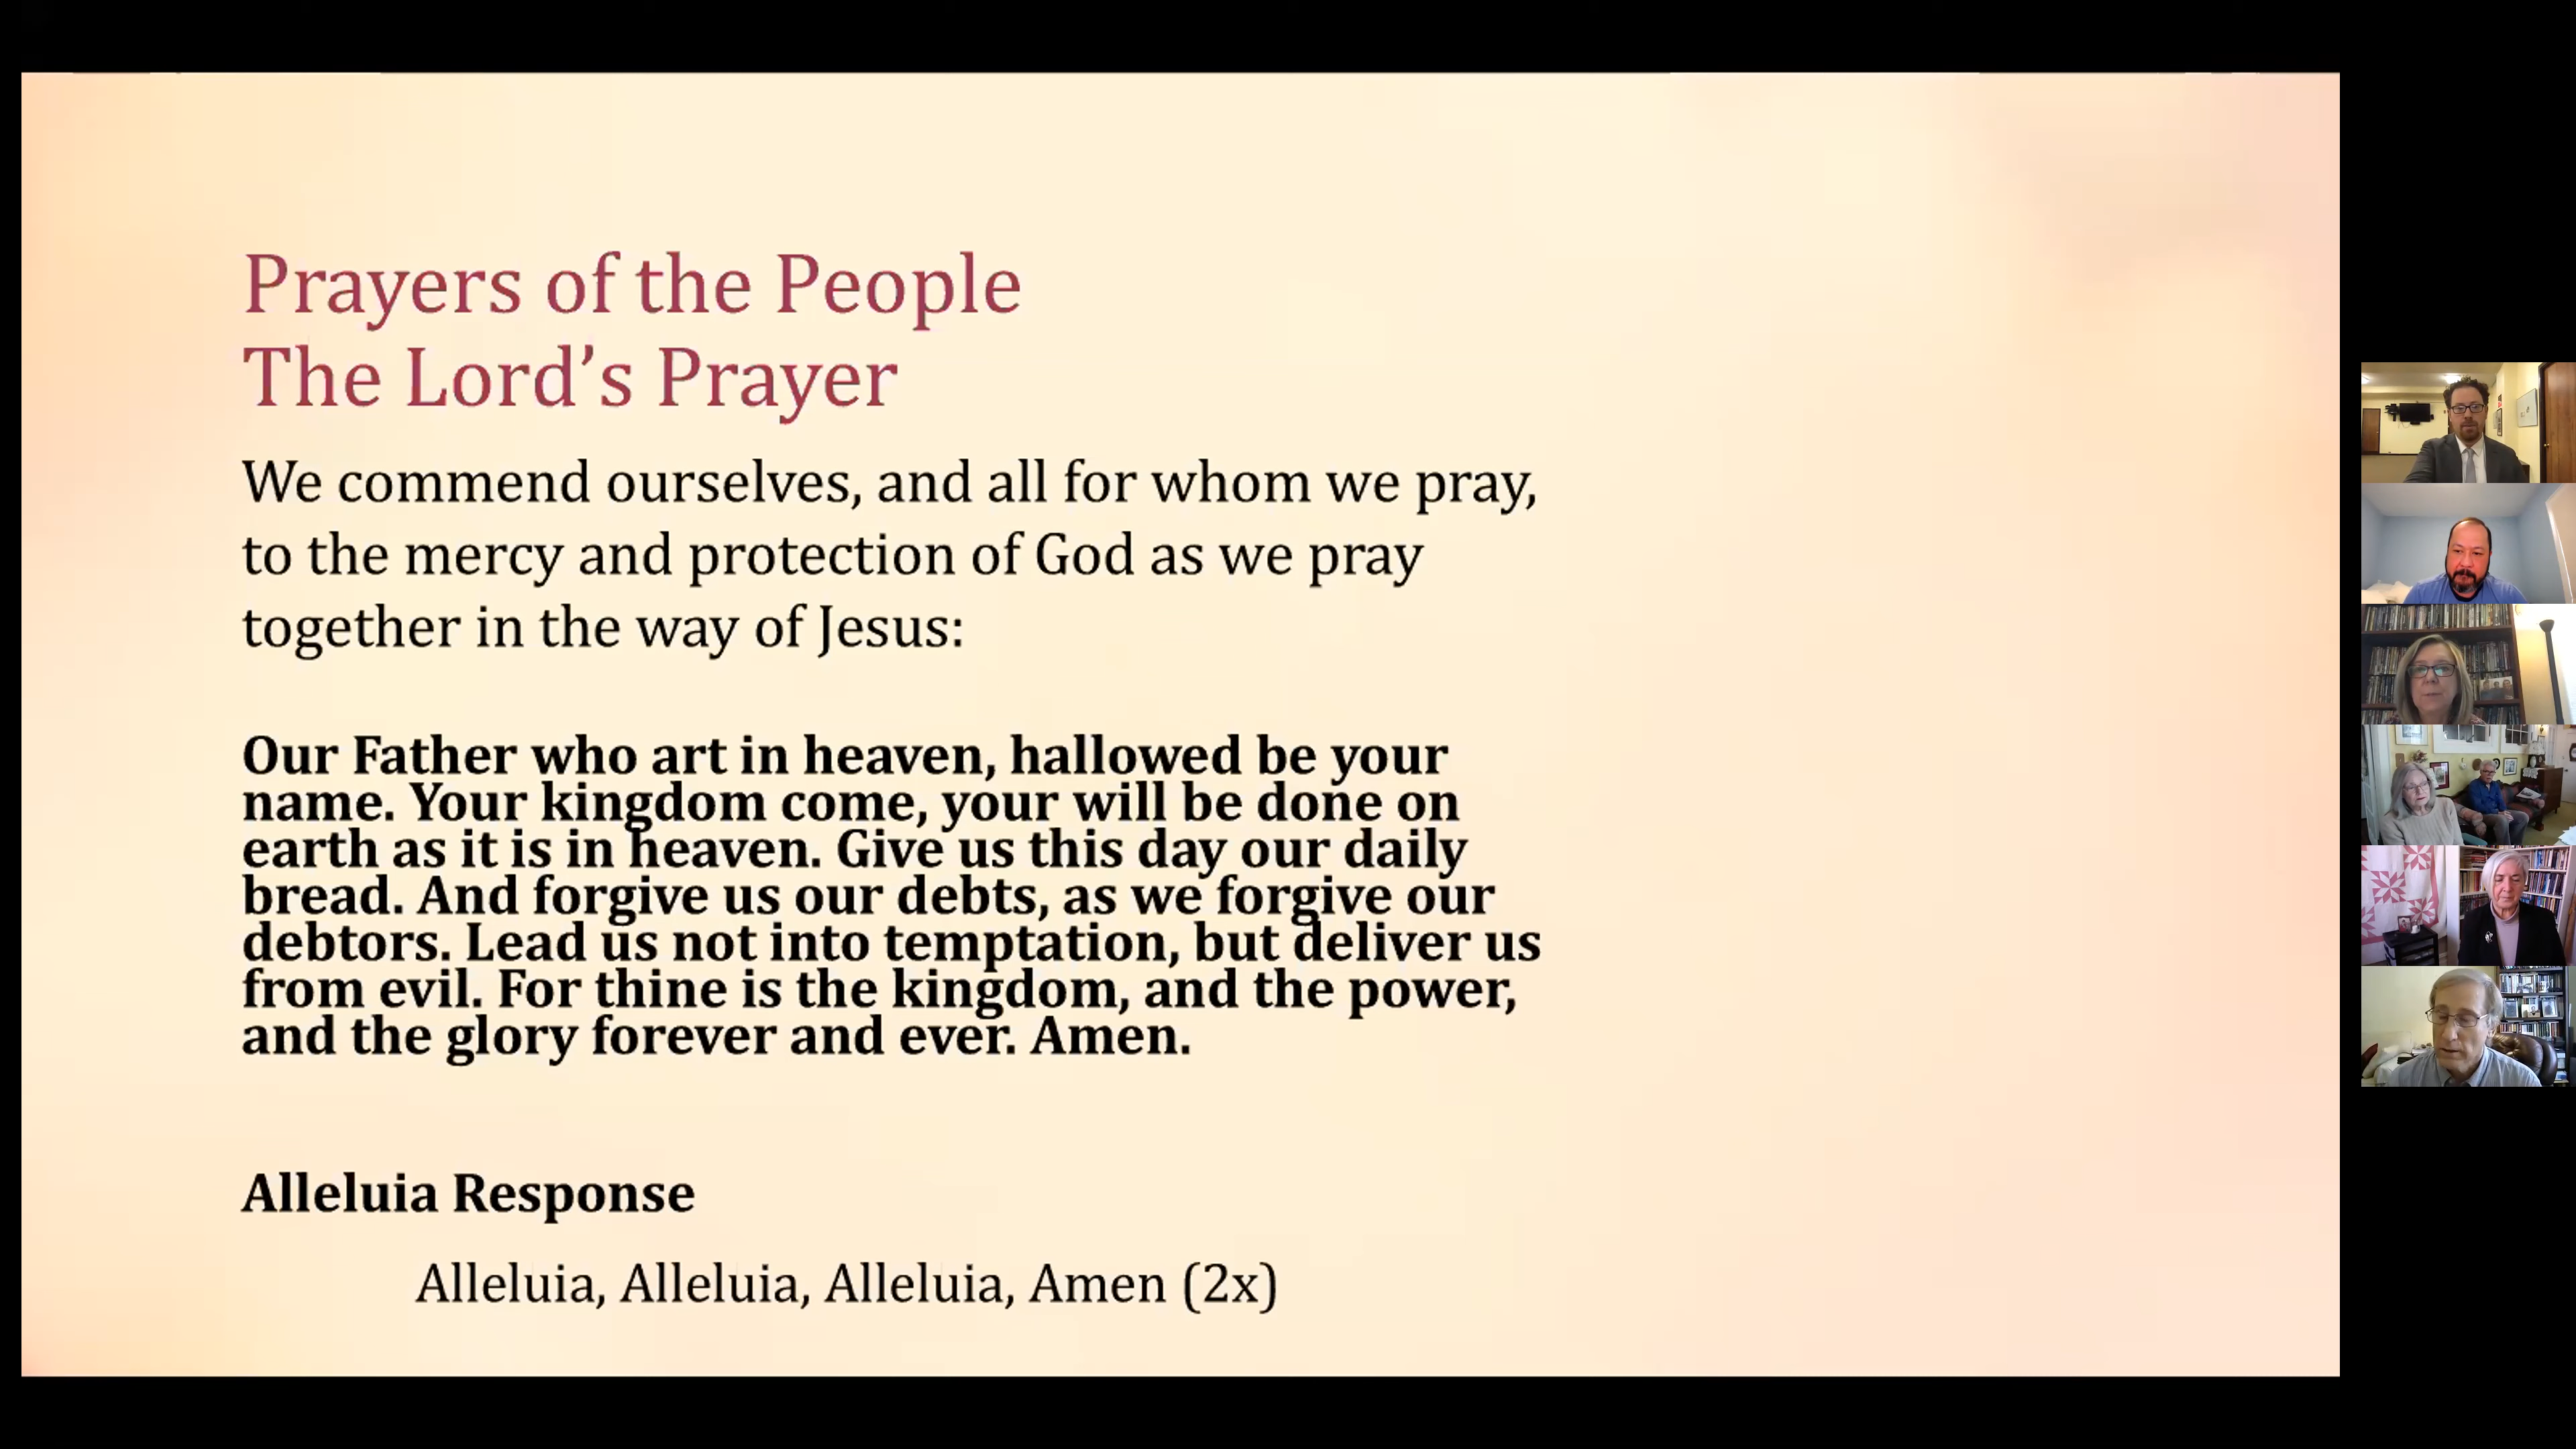 Prayers of the People
The Lord’s Prayer
We commend ourselves, and all for whom we pray,
to the mercy and protection of God as we pray
together in the way of Jesus:
Our Father who art in heaven, hallowed be your
name. Your kingdom come, your will be done on
earth as it is in heaven. Give us this day our daily
bread. And forgive us our debts, as we forgive our
debtors. Lead us not into temptation, but deliver us
from evil. For thine is the kingdom, and the power,
and the glory forever and ever. Amen.
Alleluia Response
Alleluia, Alleluia, Alleluia, Amen (2x)